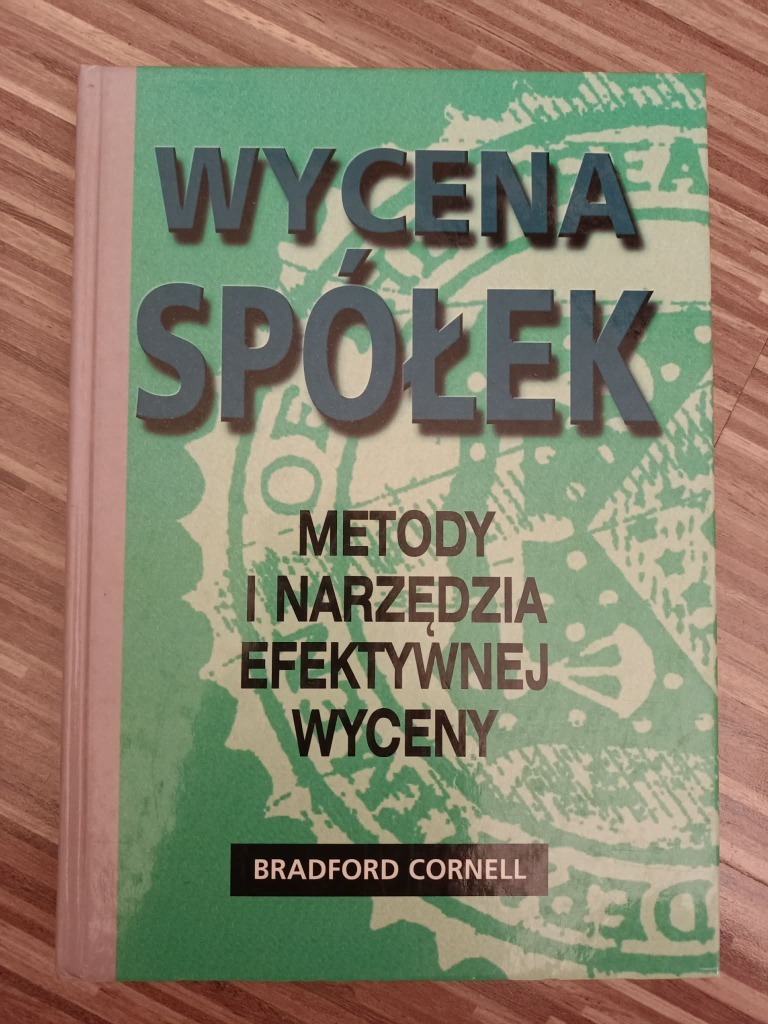 WYCENA
SPÓŁEK
METODY
I NARZĘDZIA
EFEKTYWNEJ
WYCENY
BRADFORD CORNELL